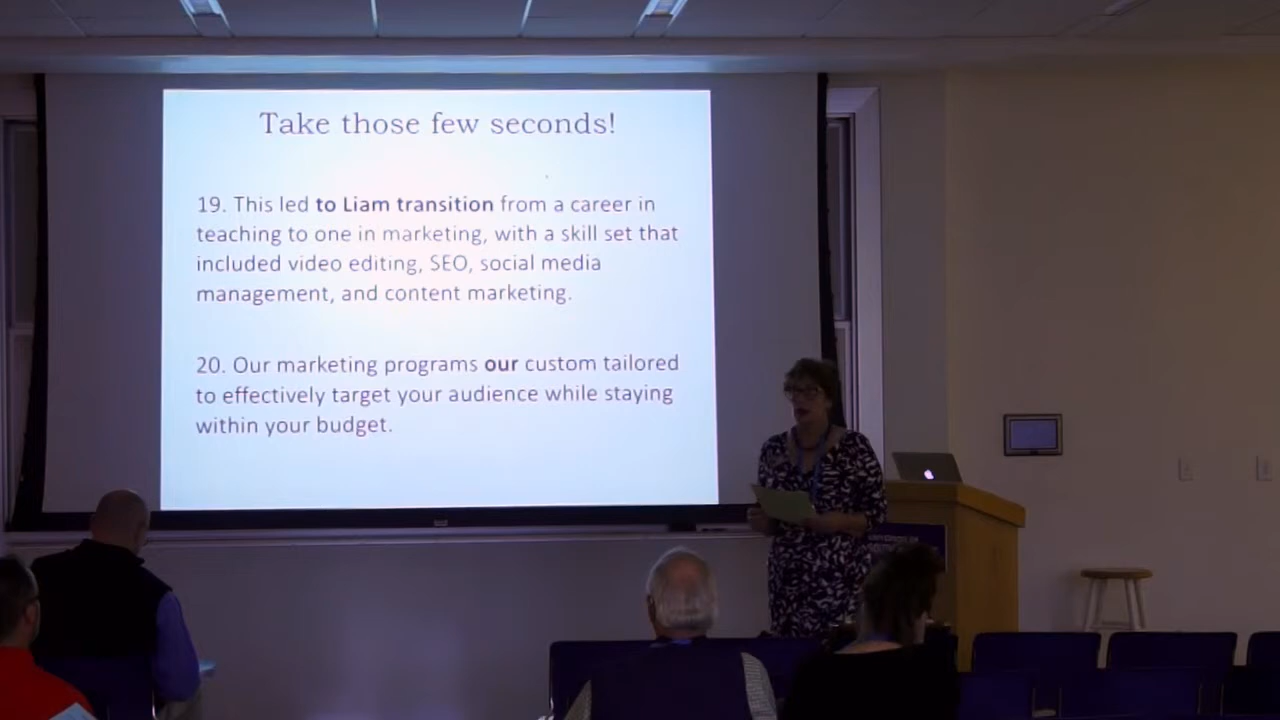 Take those few seconds!
19. This led to Liam transition from a career in
teaching to one in marketing, with a skill set that
included video editing, SEO, social media
management, and content marketing.
20. Our marketing programs our custom tailored
to effectively target your audience while staying
within your budget.